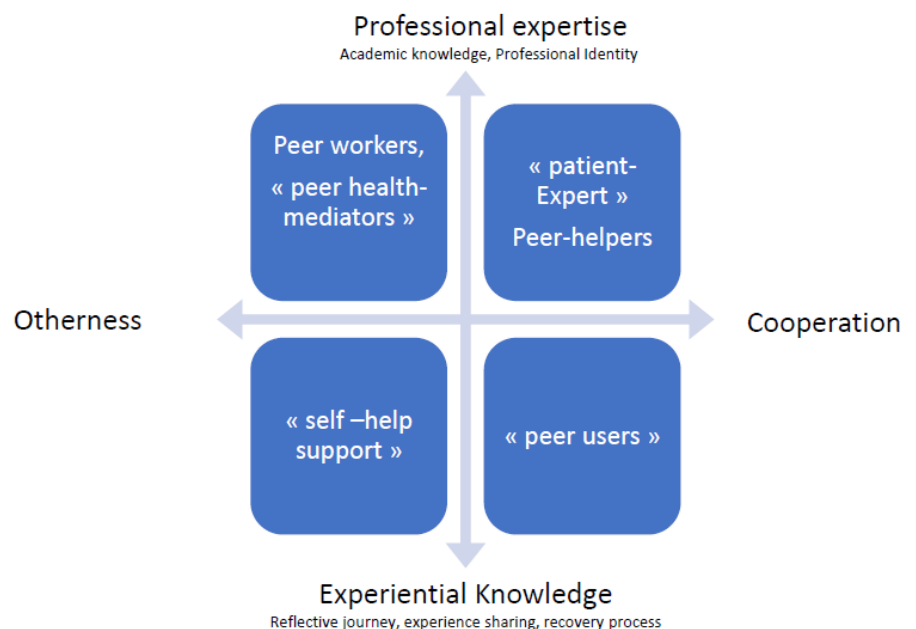 Professional expertise
Academic knowledge, Professional Identity
Peer workers,
« peer health-
mediators »
« patient-
Expert »
Peer-helpers
Otherness
Cooperation
« self –help
support »
« peer users »
Experiential Knowledge
Reflective journey, experience sharing, recovery process